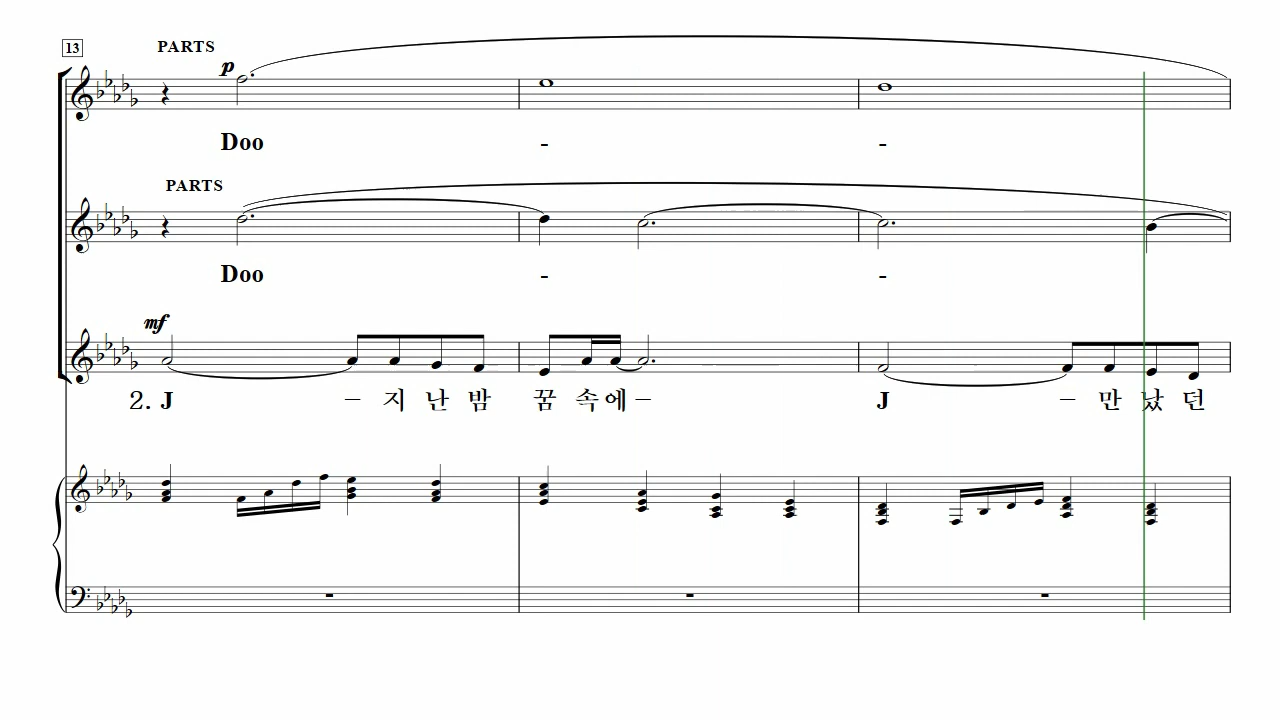 13
PARTS
p
Doo - -
PARTS
Doo - -
mf
2. J – 지 난 밤 꿈 속 에 – J – 만 났 던